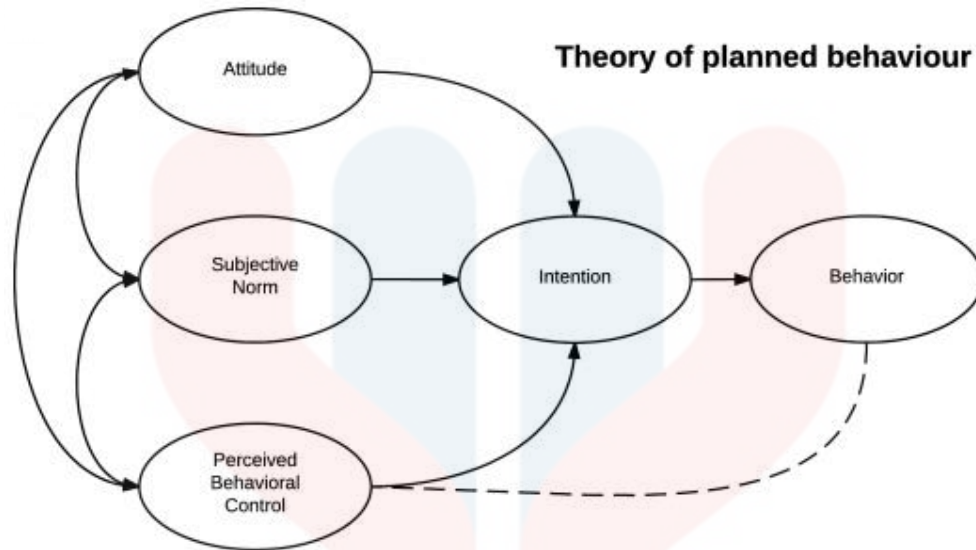 Theory of planned behaviour
Attitude
Subjective
Norm
Intention
Behavior
Perceived
Behavioral
Control